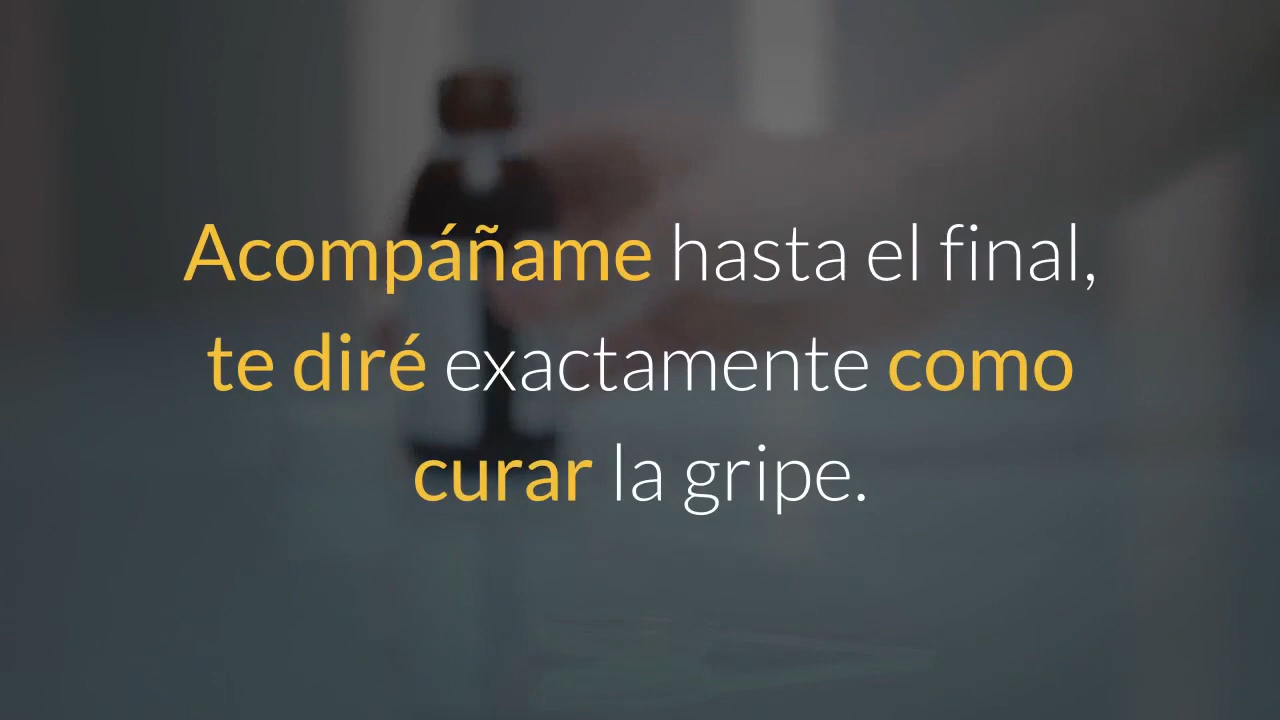 Acompáñame hasta el final,
te diré exactamente como
curar la gripe.